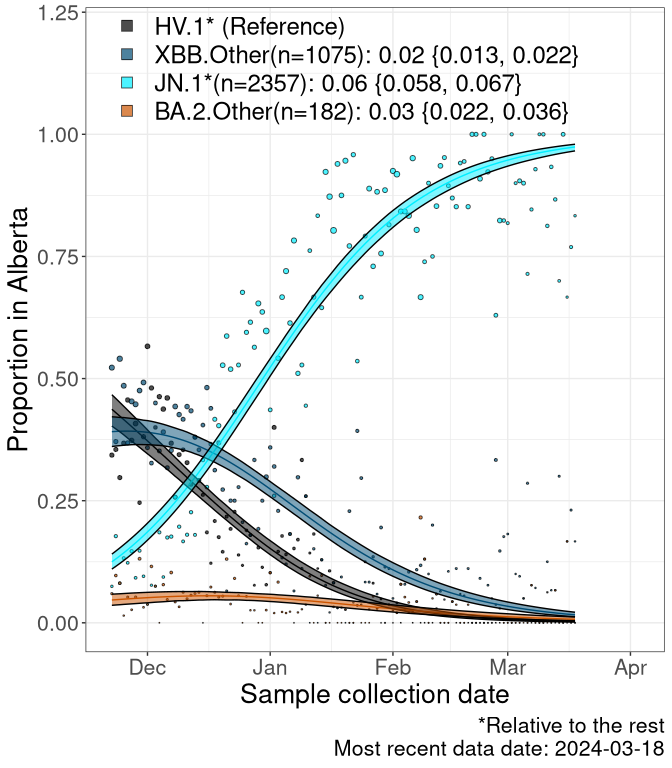 HV.1* (Reference)
XBB.Other(n=1075): 0.02 {0.013, 0.022}
JN.1*(n=2357): 0.06 {0.058, 0.067}
BA.2.Other(n=182): 0.03 {0.022, 0.036}
1.25
1.00
0.75
0.50
0.25
0.00
Proportion in Alberta
Dec Jan Feb Mar Apr
Sample collection date
*Relative to the rest
Most recent data date: 2024-03-18